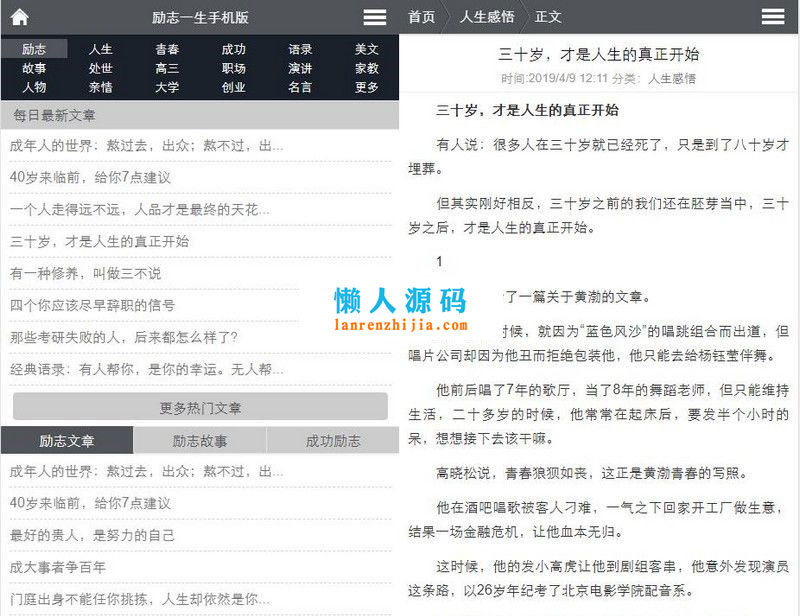 励志一生手机版
励志 人生 青春 成功 语录 美文
故事 处世 高三 职场 演讲 家教
人物 亲情 大学 创业 名言 更多
每日最新文章
成年人的世界：熬过去，出众；熬不过，出...
40岁来临前，给你7点建议
一个人走得远不远，人品才是最终的天花...
三十岁，才是人生的真正开始
有一种修养，叫做三不说
四个你应该尽早辞职的信号
那些考研失败的人，后来都怎么样了？
经典语录：有人帮你，是你的幸运。无人帮...
更多热门文章
励志文章 励志故事 成功励志
成年人的世界：熬过去，出众；熬不过，出...
40岁来临前，给你7点建议
最好的贵人，是努力的自己
成大事者争百年
门庭出身不能任你挑拣，人生却依然是你...
首页 人生感悟 正文
三十岁，才是人生的真正开始
时间:2019/4/9 12:11 分类：人生感悟
三十岁，才是人生的真正开始
有人说：很多人在三十岁就已经死了，只是到了八十岁才
埋葬。
但其实刚好相反，三十岁之前的我们还在胚芽当中，三十
岁之后，才是人生的真正开始。
1
了一篇关于黄渤的文章。
时候，就因为“蓝色风沙”的唱跳组合而出道，但
唱片公司却因为他丑而拒绝包装他，他只能去给杨钰莹伴舞。
他前后唱了7年的歌厅，当了8年的舞蹈老师，但只能维持
生活，二十多岁的时候，他常常在起床后，要发半个小时的
呆，想想接下去该干嘛。
高晓松说，青春狼狈如丧，这正是黄渤青春的写照。
他在酒吧唱歌被客人刁难，一气之下回家开工厂做生意，
结果一场金融危机，让他血本无归。
这时候，他的发小高虎让他到剧组客串，他意外发现演员
这条路，以26岁年纪考了北京电影学院配音系。
懒人源码
lanrenzhijia.com